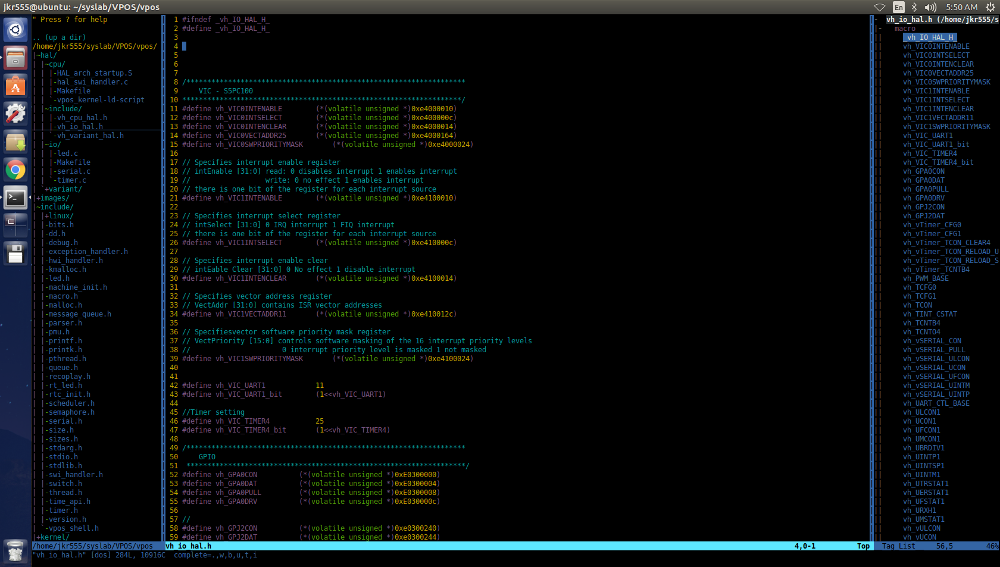 jkr555@ubuntu: ~/syslab/VPOS/vpos
En
5:50 AM
" Press ? for help
.. (up a dir)
/home/jkr555/syslab/VPOS/vpos/
|~hal/
| |~cpu/
| | |-HAL_arch_startup.S
| | |-hal_swi_handler.c
| | |-Makefile
| | `-vpos_kernel-ld-script
| |~include/
| | |-vh_cpu_hal.h
| | |-vh_io_hal.h
| | `-vh_variant_hal.h
| |~io/
| | |-led.c
| | |-Makefile
| | |-serial.c
| | `-timer.c
| `+variant/
|+images/
|~include/
| |+linux/
| |-bits.h
| |-dd.h
| |-debug.h
| |-exception_handler.h
| |-hwi_handler.h
| |-kmalloc.h
| |-led.h
| |-machine_init.h
| |-macro.h
| |-malloc.h
| |-message_queue.h
| |-parser.h
| |-pmu.h
| |-printf.h
| |-printk.h
| |-pthread.h
| |-queue.h
| |-recoplay.h
| |-rt_led.h
| |-rtc_init.h
| |-scheduler.h
| |-semaphore.h
| |-serial.h
| |-size.h
| |-sizes.h
| |-stdarg.h
| |-stdio.h
| |-stdlib.h
| |-swi_handler.h
| |-switch.h
| |-thread.h
| |-time_api.h
| |-timer.h
| |-version.h
| `-vpos_shell.h
|+kernel/
/home/jkr555/syslab/VPOS/vpos
1 #ifndef _vh_IO_HAL_H_
2 #define _vh_IO_HAL_H_
3
4
5
6
7
8 /*******************************************************************
9     VIC - S5PC100
10 *******************************************************************/
11 #define vh_VIC0INTENABLE        (*(volatile unsigned *)0xe4000010)
12 #define vh_VIC0INTSELECT        (*(volatile unsigned *)0xe400000c)
13 #define vh_VIC0INTENCLEAR       (*(volatile unsigned *)0xe4000014)
14 #define vh_VIC0VECTADDR25       (*(volatile unsigned *)0xe4000164)
15 #define vh_VIC0SWPRIORITYMASK       (*(volatile unsigned *)0xe4000024)
16
17 // Specifies interrupt enable register
18 // intEnable [31:0] read: 0 disables interrupt 1 enables interrupt
19 //                  write: 0 no effect 1 enables interrupt
20 // there is one bit of the register for each interrupt source
21 #define vh_VIC1INTENABLE        (*(volatile unsigned *)0xe4100010)
22
23 // Specifies interrupt select register
24 // intSelect [31:0] 0 IRQ interrupt 1 FIQ interrupt
25 // there is one bit of the register for each interrupt source
26 #define vh_VIC1INTSELECT        (*(volatile unsigned *)0xe410000c)
27
28 // Specifies interrupt enable clear
29 // intEable Clear [31:0] 0 No effect 1 disable interrupt
30 #define vh_VIC1INTENCLEAR       (*(volatile unsigned *)0xe4100014)
31
32 // Specifies vector address register
33 // VectAddr [31:0] contains ISR vector addresses
34 #define vh_VIC1VECTADDR11       (*(volatile unsigned *)0xe410012c)
35
36 // Specifiesvector software priority mask register
37 // VectPriority [15:0] controls software masking of the 16 interrupt priority levels
38 //                      0 interrupt priority level is masked 1 not masked
39 #define vh_VIC1SWPRIORITYMASK       (*(volatile unsigned *)0xe4100024)
40
41
42 #define vh_VIC_UART1            11
43 #define vh_VIC_UART1_bit        (1<<vh_VIC_UART1)
44
45 //Timer setting
46 #define vh_VIC_TIMER4           25
47 #define vh_VIC_TIMER4_bit       (1<<vh_VIC_TIMER4)
48
49 /*******************************************************************
50     GPIO
51  *******************************************************************/
52 #define vh_GPA0CON          (*(volatile unsigned *)0xE0300000)
53 #define vh_GPA0DAT          (*(volatile unsigned *)0xE0300004)
54 #define vh_GPA0PULL         (*(volatile unsigned *)0xE0300008)
55 #define vh_GPA0DRV          (*(volatile unsigned *)0xE030000c)
56
57 //
58 #define vh_GPJ2CON          (*(volatile unsigned *)0xe0300240)
59 #define vh_GPJ2DAT          (*(volatile unsigned *)0xe0300244)
vh_io_hal.h 4,0-1 Top
- vh_io_hal.h (/home/jkr555/s
|- macro
|| _vh_IO_HAL_H_
|| vh_VIC0INTENABLE
|| vh_VIC0INTSELECT
|| vh_VIC0INTENCLEAR
|| vh_VIC0VECTADDR25
|| vh_VIC0SWPRIORITYMASK
|| vh_VIC1INTENABLE
|| vh_VIC1INTSELECT
|| vh_VIC1INTENCLEAR
|| vh_VIC1VECTADDR11
|| vh_VIC1SWPRIORITYMASK
|| vh_VIC_UART1
|| vh_VIC_UART1_bit
|| vh_VIC_TIMER4
|| vh_VIC_TIMER4_bit
|| vh_GPA0CON
|| vh_GPA0DAT
|| vh_GPA0PULL
|| vh_GPA0DRV
|| vh_GPJ2CON
|| vh_GPJ2DAT
|| vh_vTimer_CFG0
|| vh_vTimer_CFG1
|| vh_vTimer_TCON_CLEAR4
|| vh_vTimer_TCON_RELOAD_U
|| vh_vTimer_TCON_RELOAD_S
|| vh_vTimer_TCNTB4
|| vh_PWM_BASE
|| vh_TCFG0
|| vh_TCFG1
|| vh_TCON
|| vh_TINT_CSTAT
|| vh_TCNTB4
|| vh_TCNTO4
|| vh_vSERIAL_CON
|| vh_vSERIAL_PULL
|| vh_vSERIAL_ULCON
|| vh_vSERIAL_UCON
|| vh_vSERIAL_UFCON
|| vh_vSERIAL_UINTM
|| vh_vSERIAL_UINTP
|| vh_UART_CTL_BASE
|| vh_ULCON1
|| vh_UCON1
|| vh_UFCON1
|| vh_UMCON1
|| vh_UBRDIV1
|| vh_UINTP1
|| vh_UINTSP1
|| vh_UINTM1
|| vh_UTRSTAT1
|| vh_UERSTAT1
|| vh_UFSTAT1
|| vh_URXH1
|| vh_UMSTAT1
|| vh_vULCON
|| vh_vUCON
Tag_List 56,5 46%
"vh_io_hal.h" [dos] 284L, 10916C  complete=.,w,b,u,t,i